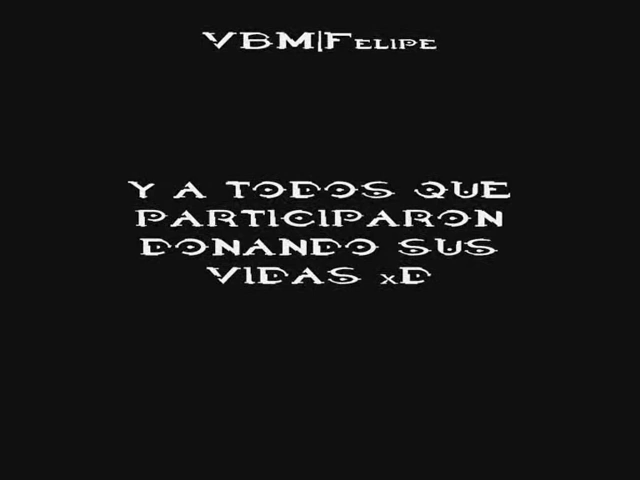 VBM|Felipe
Y A TODOS QUE
PARTICIPARON
DONANDO SUS
VIDAS xD